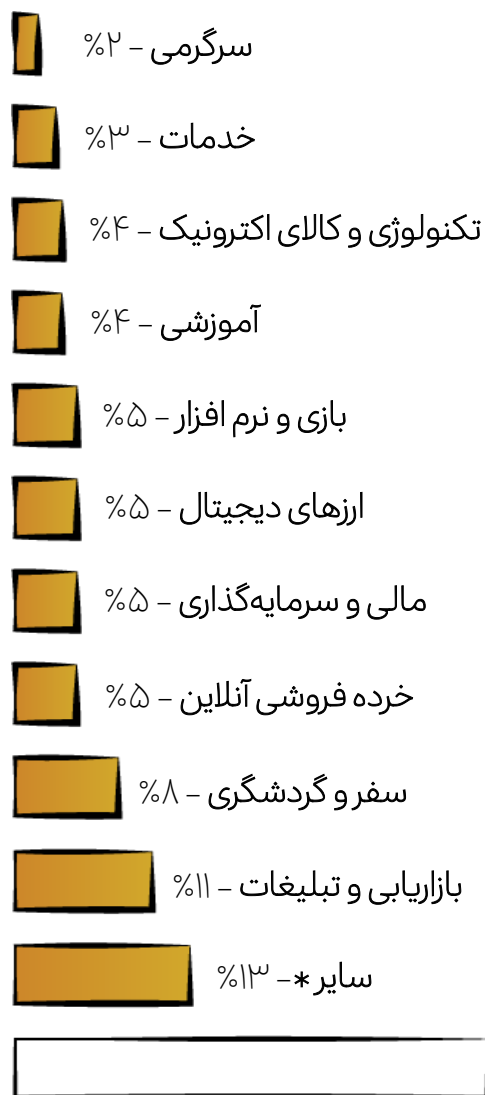 سرگرمی – ۲%
خدمات – ۳%
تکنولوژی و کالای اکترونیک – ۴%
آموزشی – ۴%
بازی و نرم افزار – ۵%
ارزهای دیجیتال – ۵%
مالی و سرمایه‌گذاری – ۵%
خرده فروشی آنلاین – ۵%
سفر و گردشگری – ۸%
بازاریابی و تبلیغات – ۱۱%
سایر *– ۱۳%